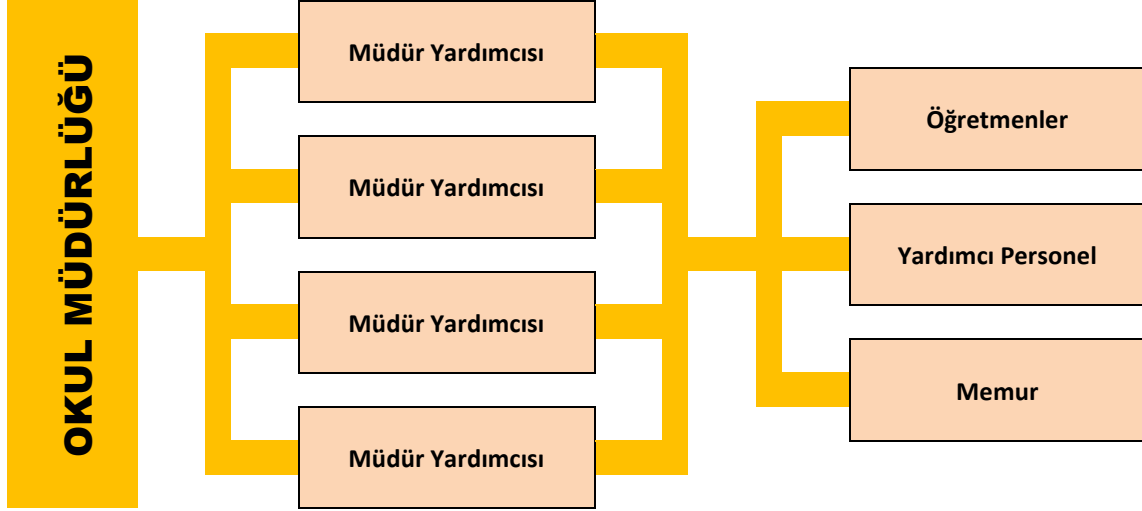 OKUL MÜDÜRLÜĞÜ
Müdür Yardımcısı
Müdür Yardımcısı
Müdür Yardımcısı
Müdür Yardımcısı
Öğretmenler
Yardımcı Personel
Memur